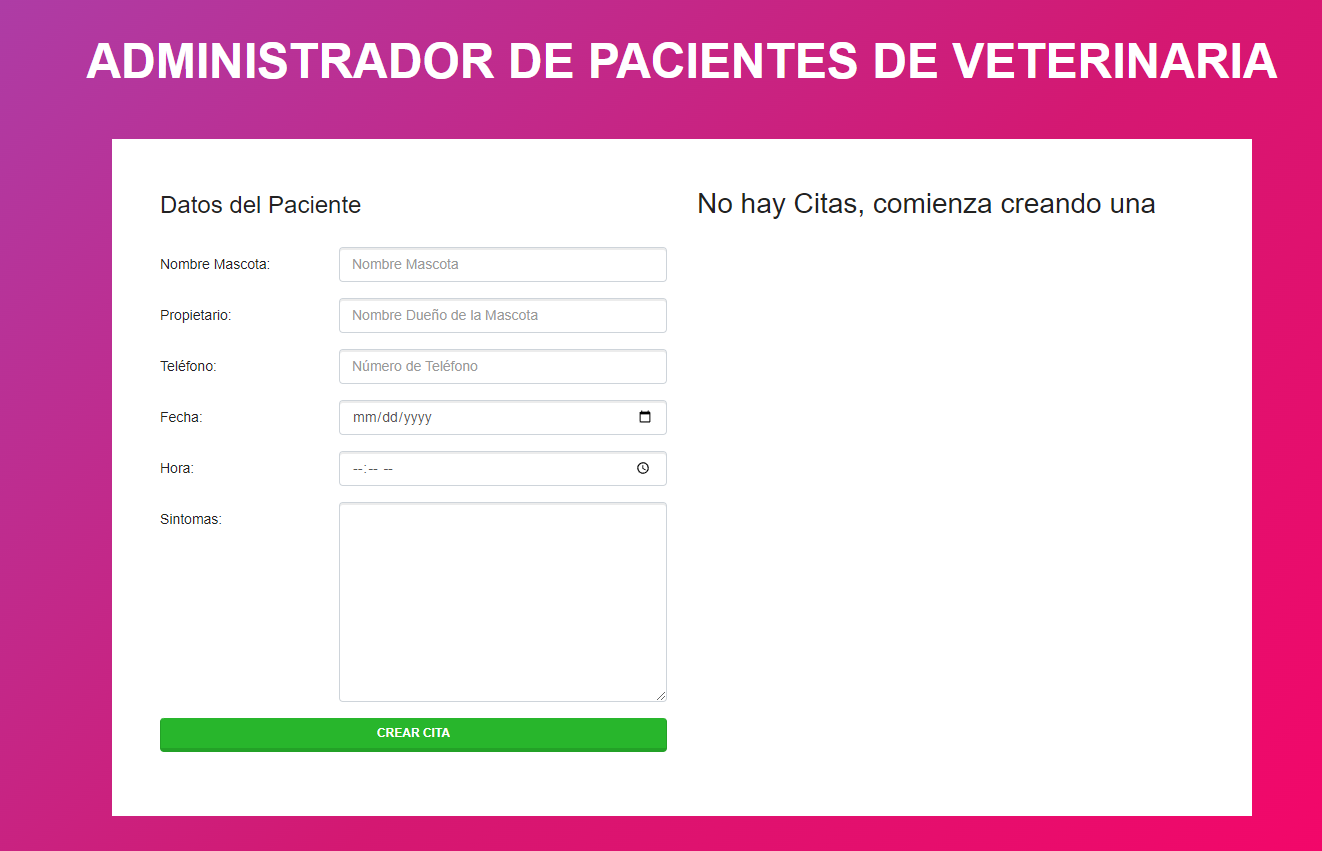 ADMINISTRADOR DE PACIENTES DE VETERINARIA
Datos del Paciente
Nombre Mascota:
Nombre Mascota
Propietario:
Nombre Dueño de la Mascota
Teléfono:
Número de Teléfono
Fecha:
mm/dd/yyyy
Hora:
--:-- --
Sintomas:
CREAR CITA
No hay Citas, comienza creando una